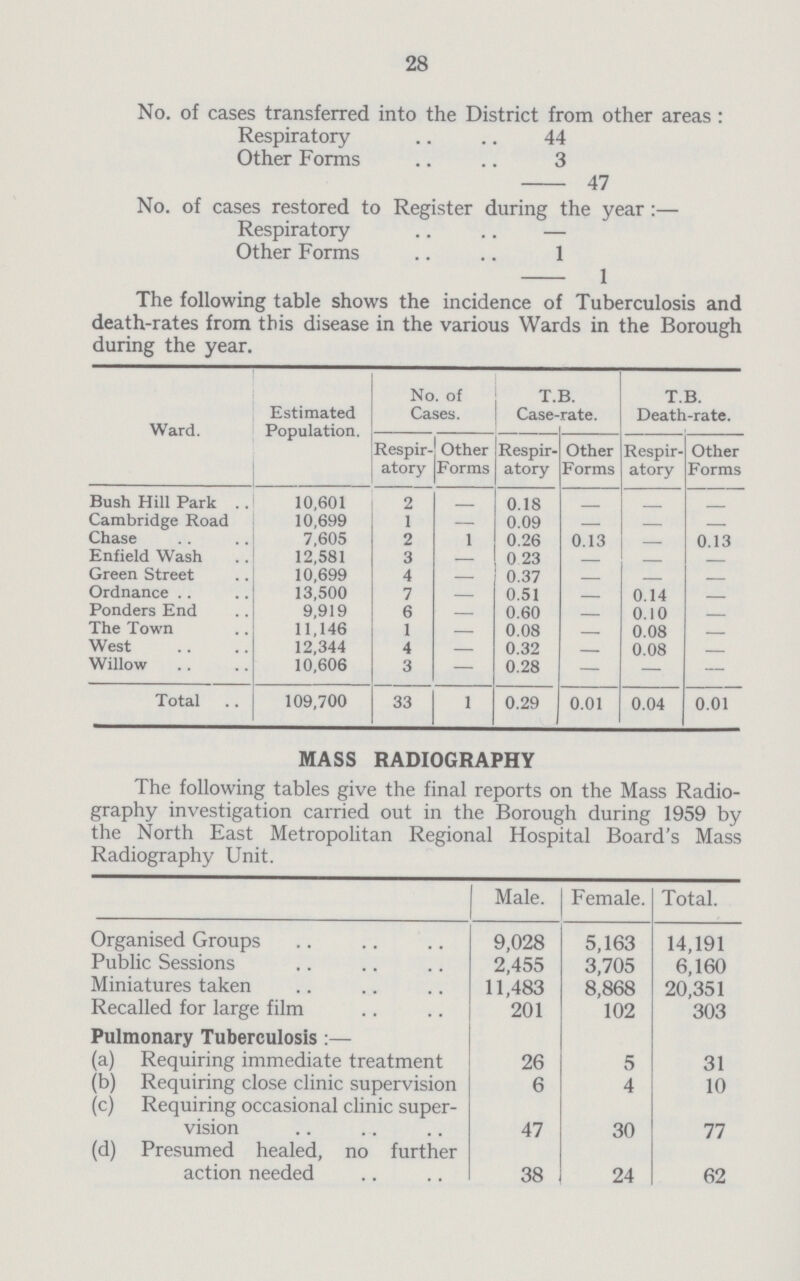 28
No. of cases transferred into the District from other areas :
Respiratory .. .. 44
Other Forms .. .. 3
—— 47
No. of cases restored to Register during the year :—
Respiratory .. .. —
Other Forms .. .. 1
—— 1
The following table shows the incidence of Tuberculosis and
death-rates from this disease in the various Wards in the Borough
during the year.
Ward. Estimated Population. No. of Cases. T.B. Case-rate. T.B. Death-rate.
Respir-atory Other Forms Respir-atory Other Forms Respir-atory Other Forms
Bush Hill Park .. 10,601 2 — 0.18 — — —
Cambridge Road 10,699 1 — 0.09 — — —
Chase .. .. 7,605 2 1 0.26 0.13 — 0.13
Enfield Wash .. 12,581 3 — 0 23 — — —
Green Street .. 10,699 4 — 0.37 — — —
Ordnance .. .. 13,500 7 — 0.51 — 0.14 —
Ponders End .. 9,919 6 — 0.60 — 0.10 —
The Town .. 11,146 1 — 0.08 — 0.08 —
West .. .. 12,344 4 — 0.32 — 0.08 —
Willow .. .. 10,606 3 — 0.28 — — —
Total .. 109,700 33 1 0.29 0.01 0.04 0.01
MASS RADIOGRAPHY
The following tables give the final reports on the Mass Radio-
graphy investigation carried out in the Borough during 1959 by
the North East Metropolitan Regional Hospital Board's Mass
Radiography Unit.
Male. Female. Total.
Organised Groups .. .. .. 9,028 5,163 14,191
Public Sessions .. .. .. 2,455 3,705 6,160
Miniatures taken .. .. .. 11,483 8,868 20,351
Recalled for large film .. .. 201 102 303
Pulmonary Tuberculosis :—
(a) Requiring immediate treatment 26 5 31
(b) Requiring close clinic supervision 6 4 10
(c) Requiring occasional clinic super-
vision .. .. .. 47 30 77
(d) Presumed healed, no further
action needed .. .. 38 24 62